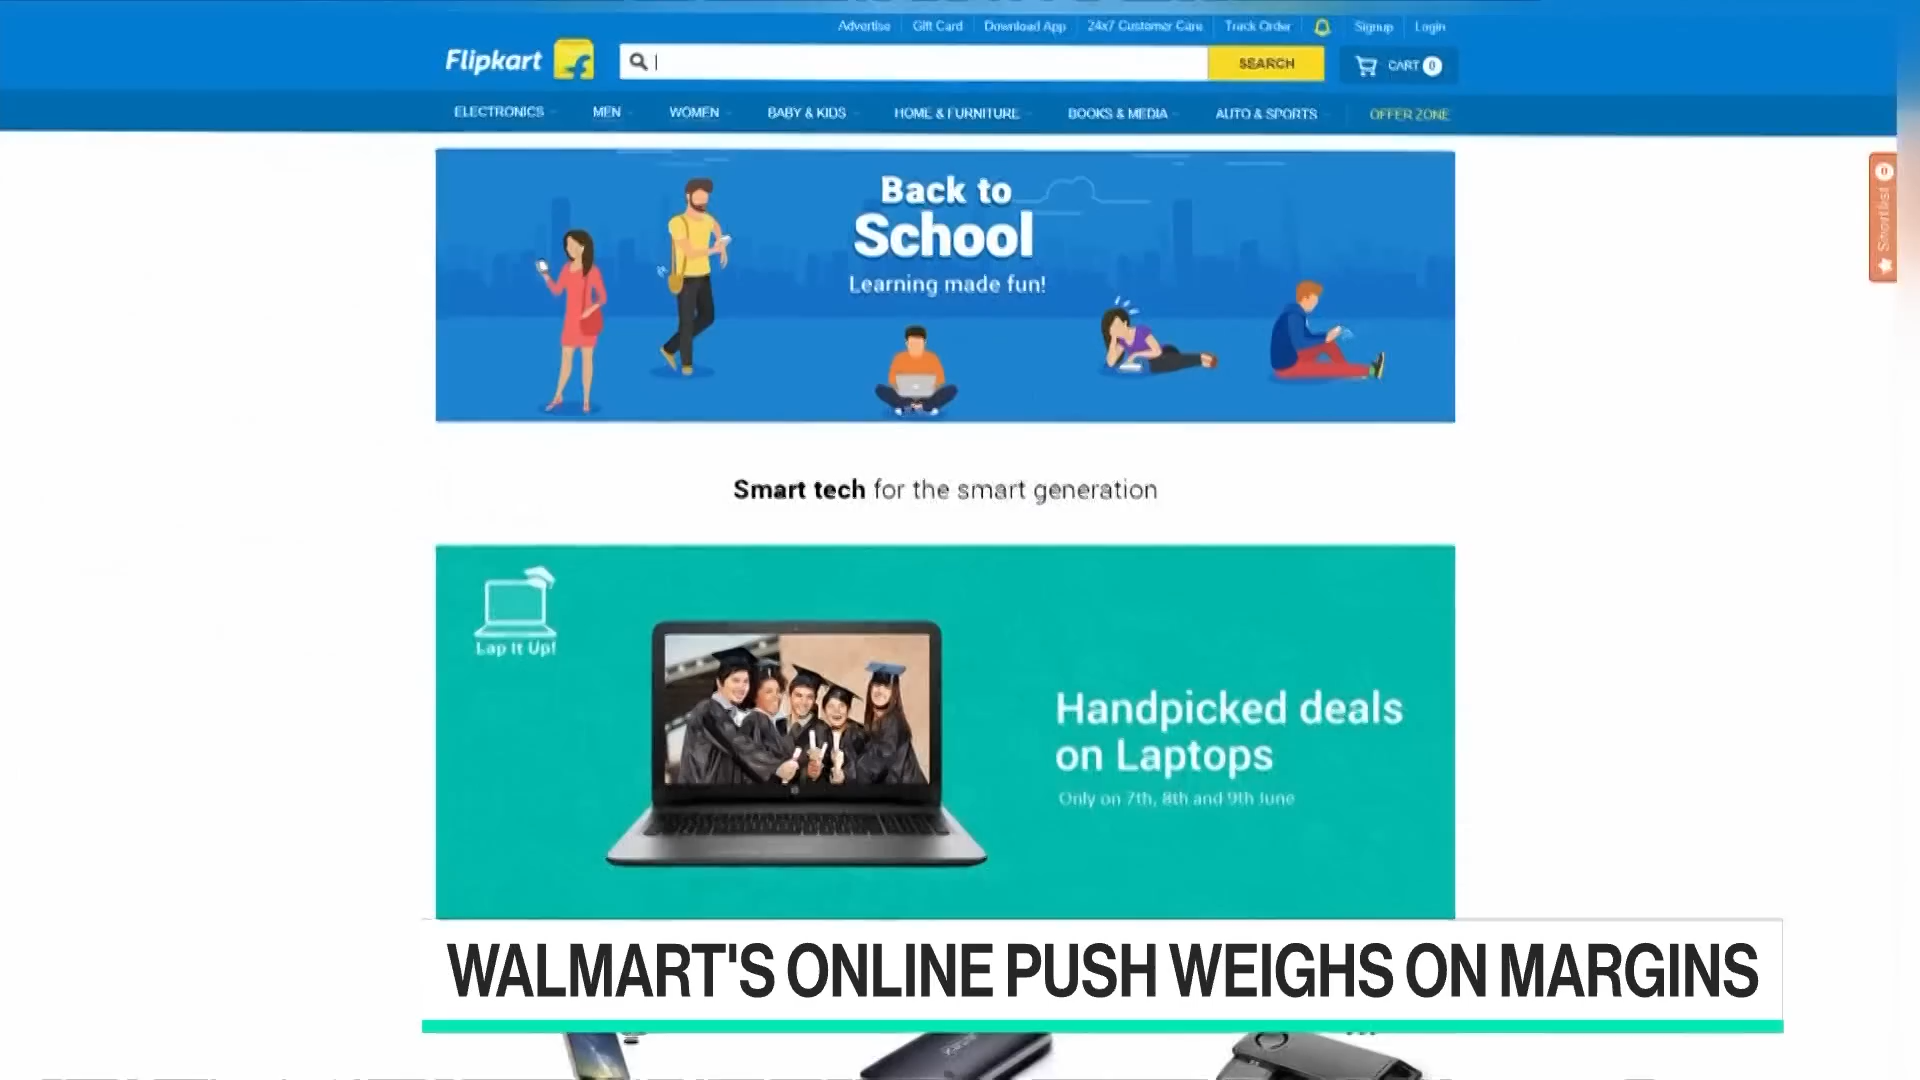 Advertise Gift Card Download App 24x7 Customer Care Track Order Signup Login
Flipkart
SEARCH
CART 0
ELECTRONICS MEN WOMEN BABY & KIDS HOME & FURNITURE BOOKS & MEDIA AUTO & SPORTS OFFER ZONE
0
Shortlist
Back to
School
Learning made fun!
Smart tech for the smart generation
Lap It Up!
Handpicked deals
on Laptops
Only on 7th, 8th and 9th June
WALMART'S ONLINE PUSH WEIGHS ON MARGINS